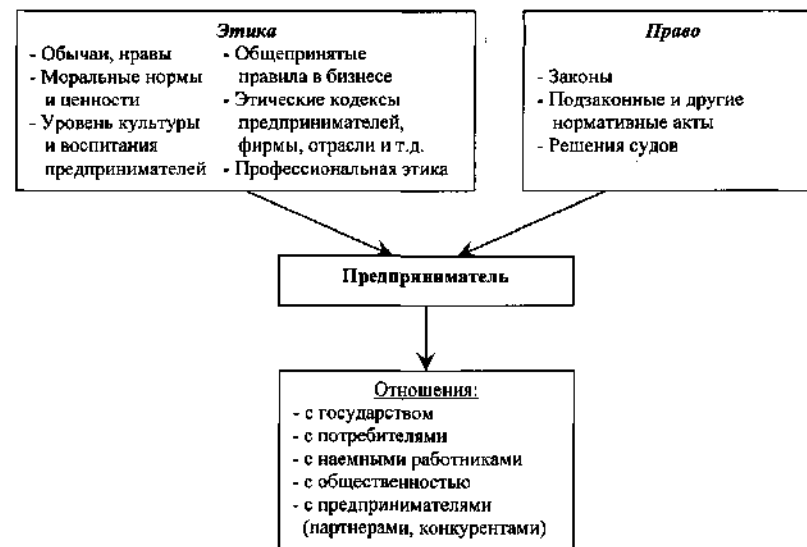 Этика
- Обычаи, нравы
- Моральные нормы
и ценности
- Уровень культуры
и воспитания
предпринимателей
- Общепринятые
правила в бизнесе
- Этические кодексы
предпринимателей,
фирмы, отрасли и т.д.
- Профессиональная этика
Право
- Законы
- Подзаконные и другие
нормативные акты
- Решения судов
Предприниматель
Отношения:
- с государством
- с потребителями
- с наемными работниками
- с общественностью
- с предпринимателями
(партнерами, конкурентами)